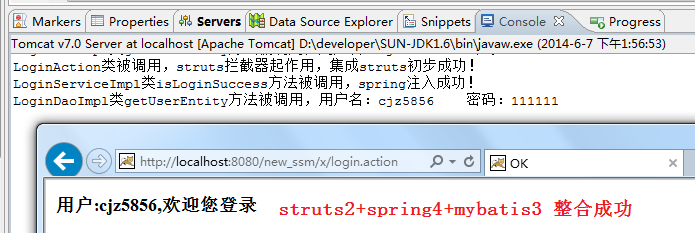 Markers Properties Servers Data Source Explorer Snippets Console Progress
Tomcat v7.0 Server at localhost [Apache Tomcat] D:\developer\SUN-JDK1.6\bin\javaw.exe (2014-6-7 下午1:56:53)
LoginAction类被调用，struts拦截器起作用，集成struts初步成功！
LoginServiceImpl类isLoginSuccess方法被调用，spring注入成功！
LoginDaoImpl类getUserEntity方法被调用，用户名：cjz5856 密码：111111
http://localhost:8080/new_ssm/x/login.action OK
用户:cjz5856,欢迎您登录 struts2+spring4+mybatis3 整合成功